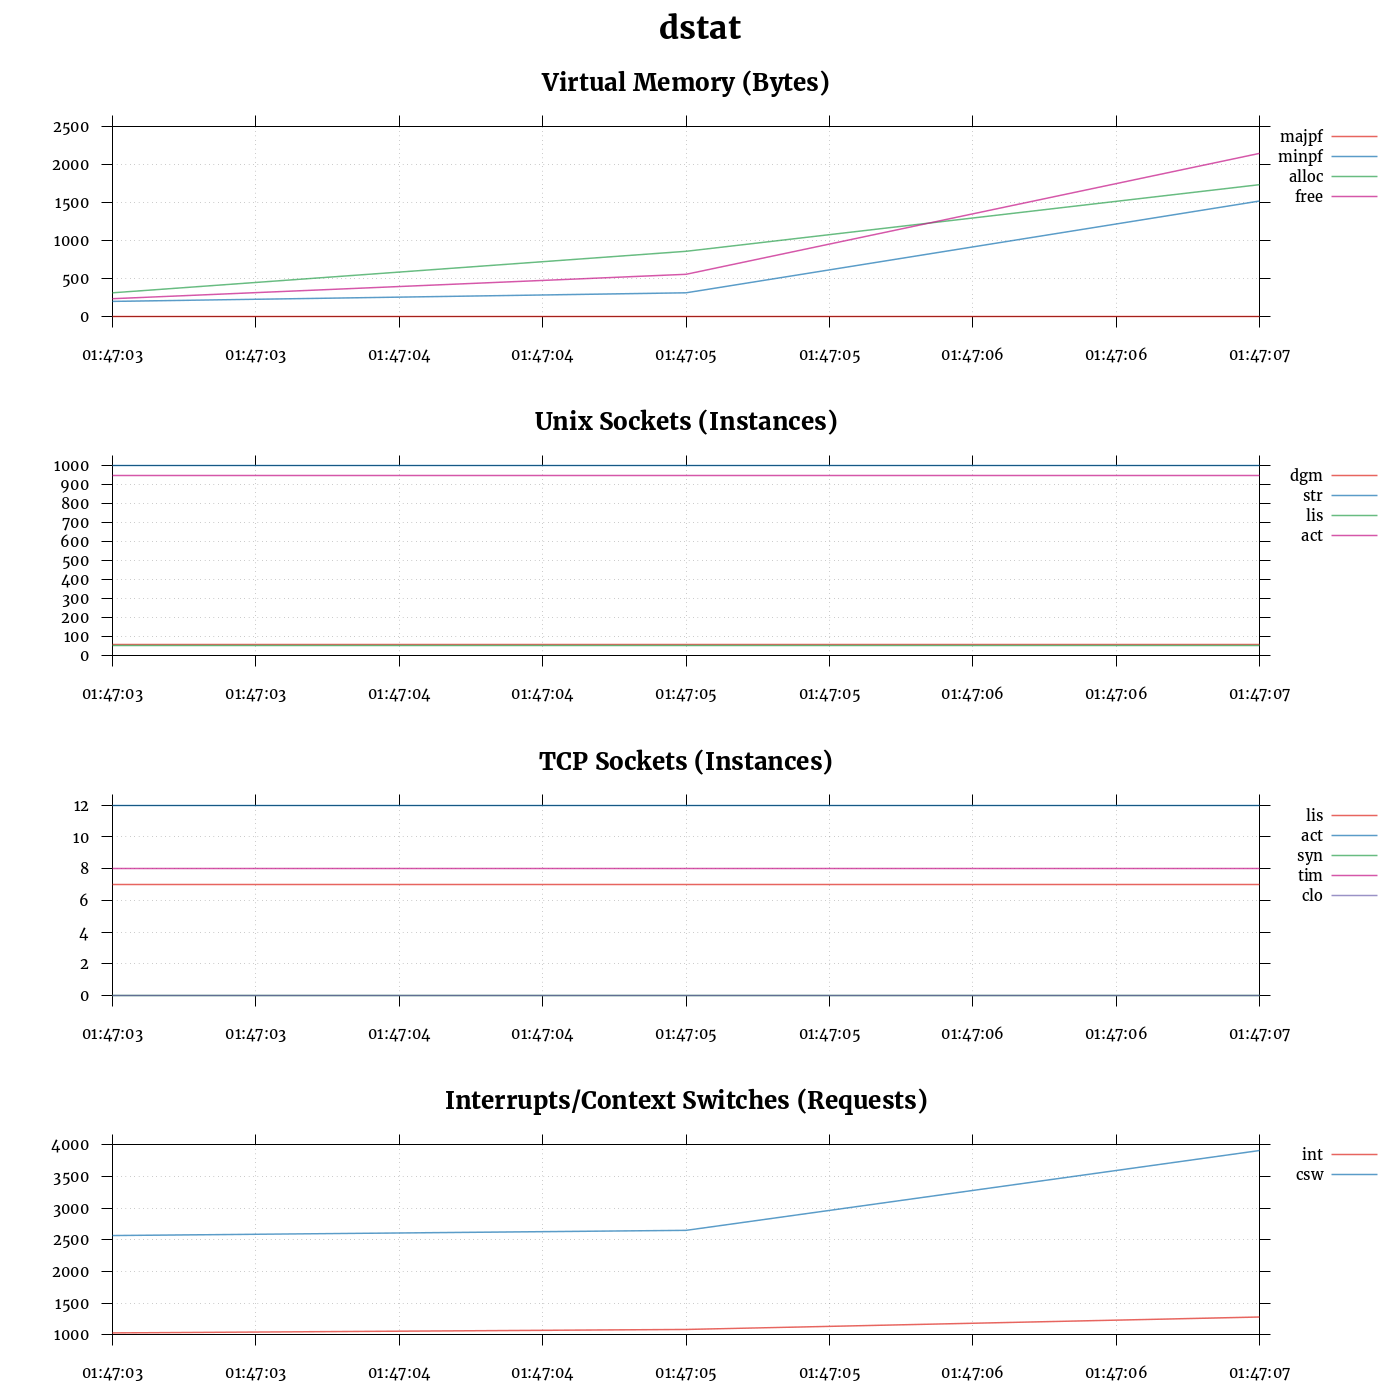 dstat
Virtual Memory (Bytes)
2500
2000
1500
1000
500
0
01:47:03 01:47:03 01:47:04 01:47:04 01:47:05 01:47:05 01:47:06 01:47:06 01:47:07
majpf
minpf
alloc
free
Unix Sockets (Instances)
1000
900
800
700
600
500
400
300
200
100
0
01:47:03 01:47:03 01:47:04 01:47:04 01:47:05 01:47:05 01:47:06 01:47:06 01:47:07
dgm
str
lis
act
TCP Sockets (Instances)
12
10
8
6
4
2
0
01:47:03 01:47:03 01:47:04 01:47:04 01:47:05 01:47:05 01:47:06 01:47:06 01:47:07
lis
act
syn
tim
clo
Interrupts/Context Switches (Requests)
4000
3500
3000
2500
2000
1500
1000
01:47:03 01:47:03 01:47:04 01:47:04 01:47:05 01:47:05 01:47:06 01:47:06 01:47:07
int
csw